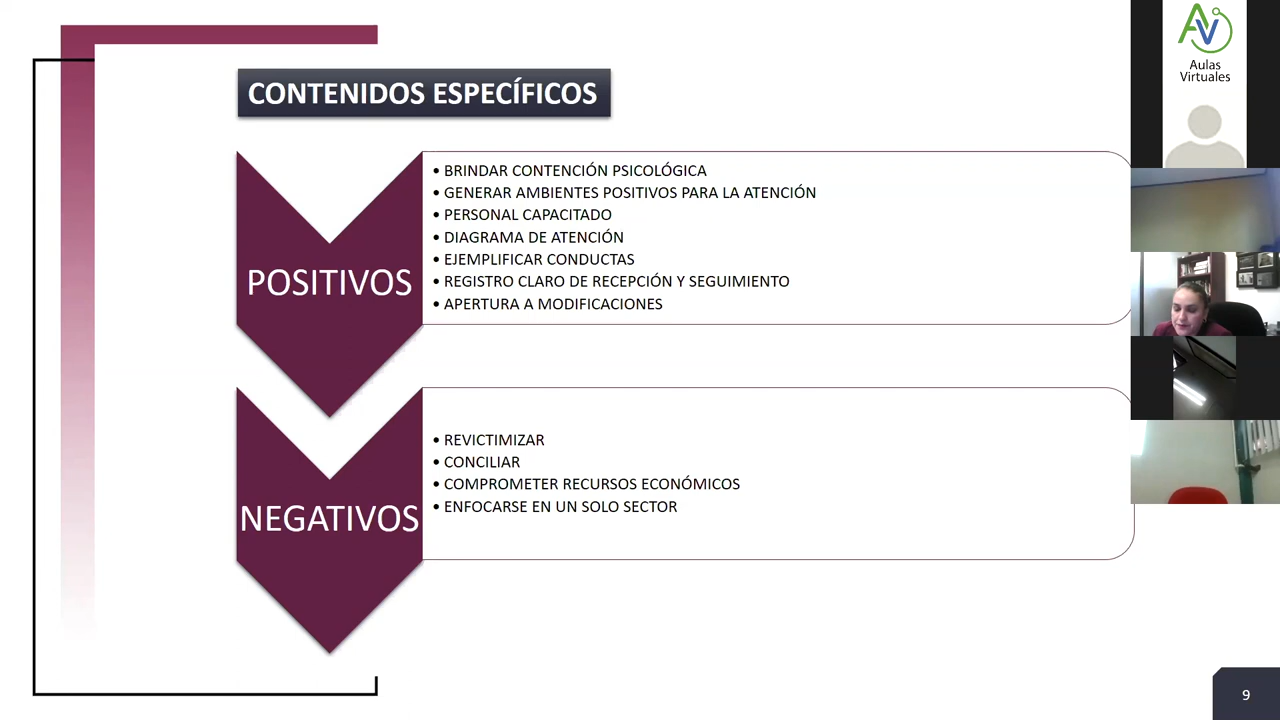 CONTENIDOS ESPECÍFICOS
POSITIVOS
• BRINDAR CONTENCIÓN PSICOLÓGICA
• GENERAR AMBIENTES POSITIVOS PARA LA ATENCIÓN
• PERSONAL CAPACITADO
• DIAGRAMA DE ATENCIÓN
• EJEMPLIFICAR CONDUCTAS
• REGISTRO CLARO DE RECEPCIÓN Y SEGUIMIENTO
• APERTURA A MODIFICACIONES
NEGATIVOS
• REVICTIMIZAR
• CONCILIAR
• COMPROMETER RECURSOS ECONÓMICOS
• ENFOCARSE EN UN SOLO SECTOR
AV
Aulas
Virtuales
9